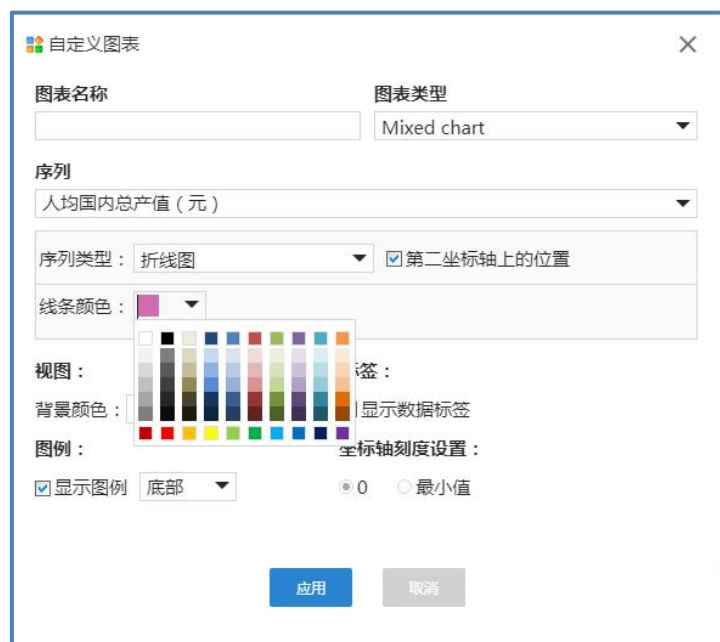 自定义图表
图表名称 图表类型
Mixed chart
序列
人均国内总产值（元）
序列类型： 折线图 第二坐标轴上的位置
线条颜色：
视图： 签：
背景颜色： 显示数据标签
图例： 坐标轴刻度设置：
显示图例 底部 0 最小值
应用 取消